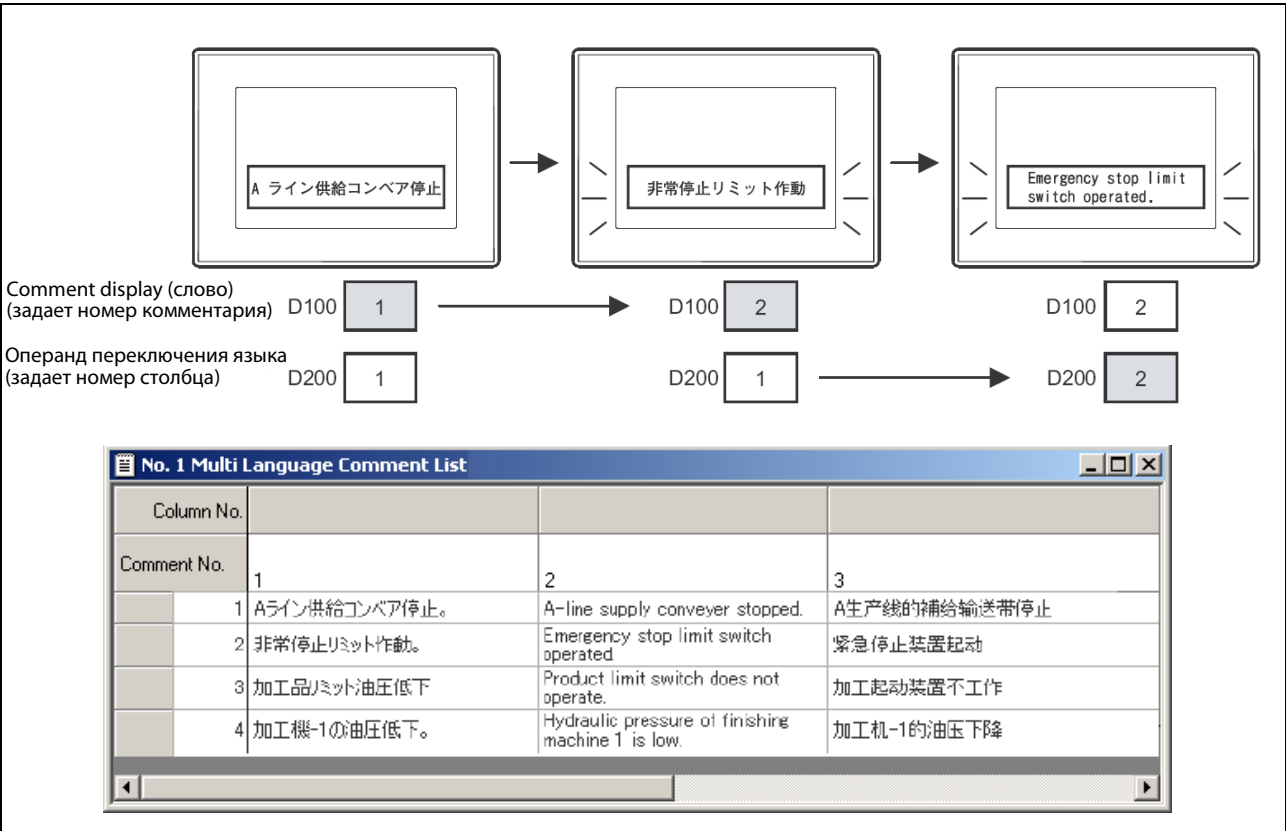 A ライン供給コンベア停止
非常停止リミット作動
Emergency stop limit
switch operated.
Comment display (слово)
(задает номер комментария)
D100 1
D100 2
D100 2
Операнд переключения языка
(задает номер столбца)
D200 1
D200 1
D200 2
No. 1 Multi Language Comment List
Column No.
Comment No.
1
2
3
1 Aライン供給コンベア停止。
A-line supply conveyer stopped.
A生产线的補给输送带停止
2 非常停止リミット作動。
Emergency stop limit switch
operated
紧急停止装置起动
3 加工品リミット油圧低下
Product limit switch does not
operate.
加工起动装置不工作
4 加工機-1の油圧低下。
Hydraulic pressure of finishing
machine 1 is low.
加工机-1的油压下降